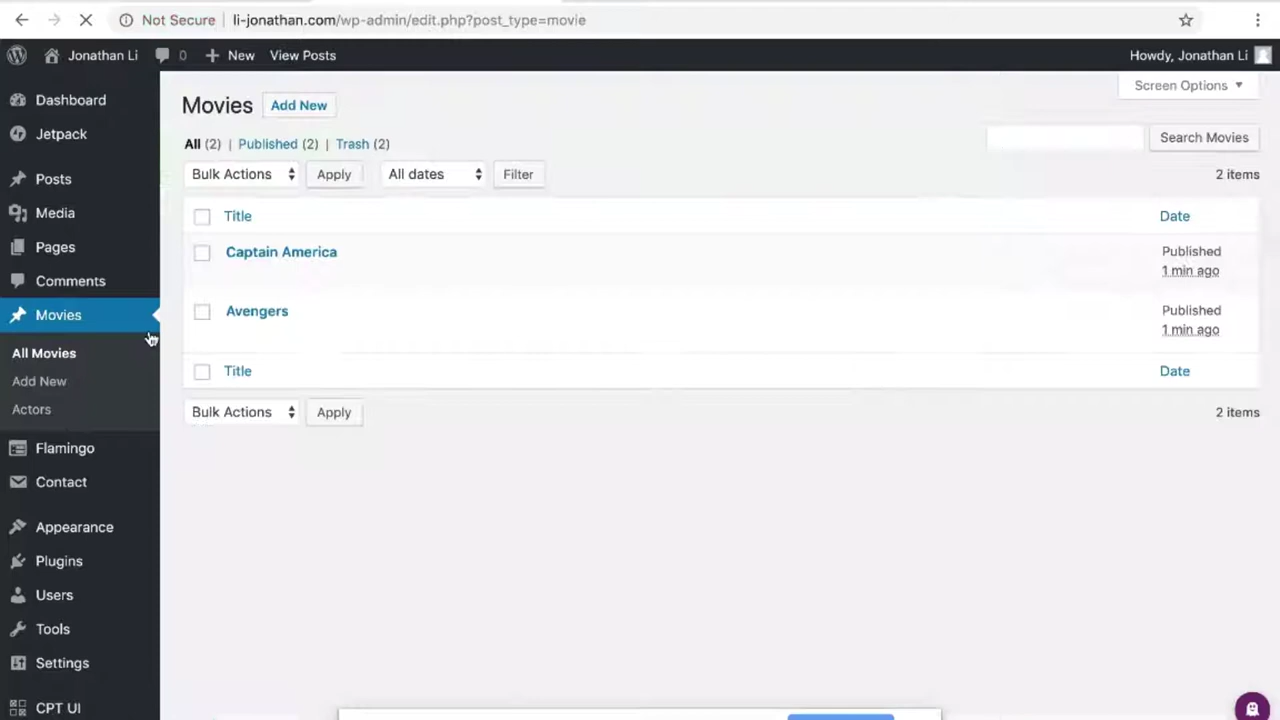 Not Secure li-jonathan.com/wp-admin/edit.php?post_type=movie
Jonathan Li 0 New View Posts Howdy, Jonathan Li
Screen Options
Dashboard
Jetpack
Posts
Media
Pages
Comments
Movies
All Movies
Add New
Actors
Flamingo
Contact
Appearance
Plugins
Users
Tools
Settings
CPT UI
Movies Add New
All (2) | Published (2) | Trash (2)
Search Movies
Bulk Actions Apply All dates Filter 2 items
Title Date
Captain America Published
1 min ago
Avengers Published
1 min ago
Title Date
Bulk Actions Apply 2 items